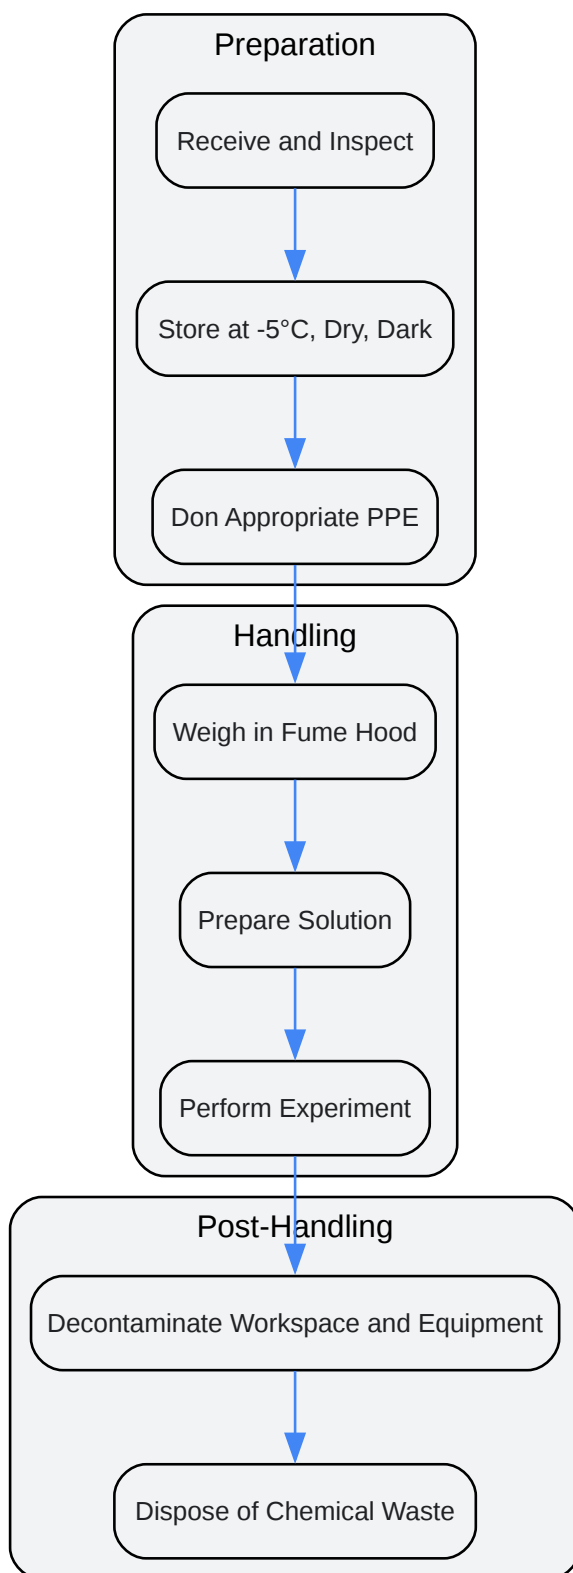 Preparation
Receive and Inspect
Store at -5°C, Dry, Dark
Don Appropriate PPE
Handling
Weigh in Fume Hood
Prepare Solution
Perform Experiment
Post-Handling
Decontaminate Workspace and Equipment
Dispose of Chemical Waste